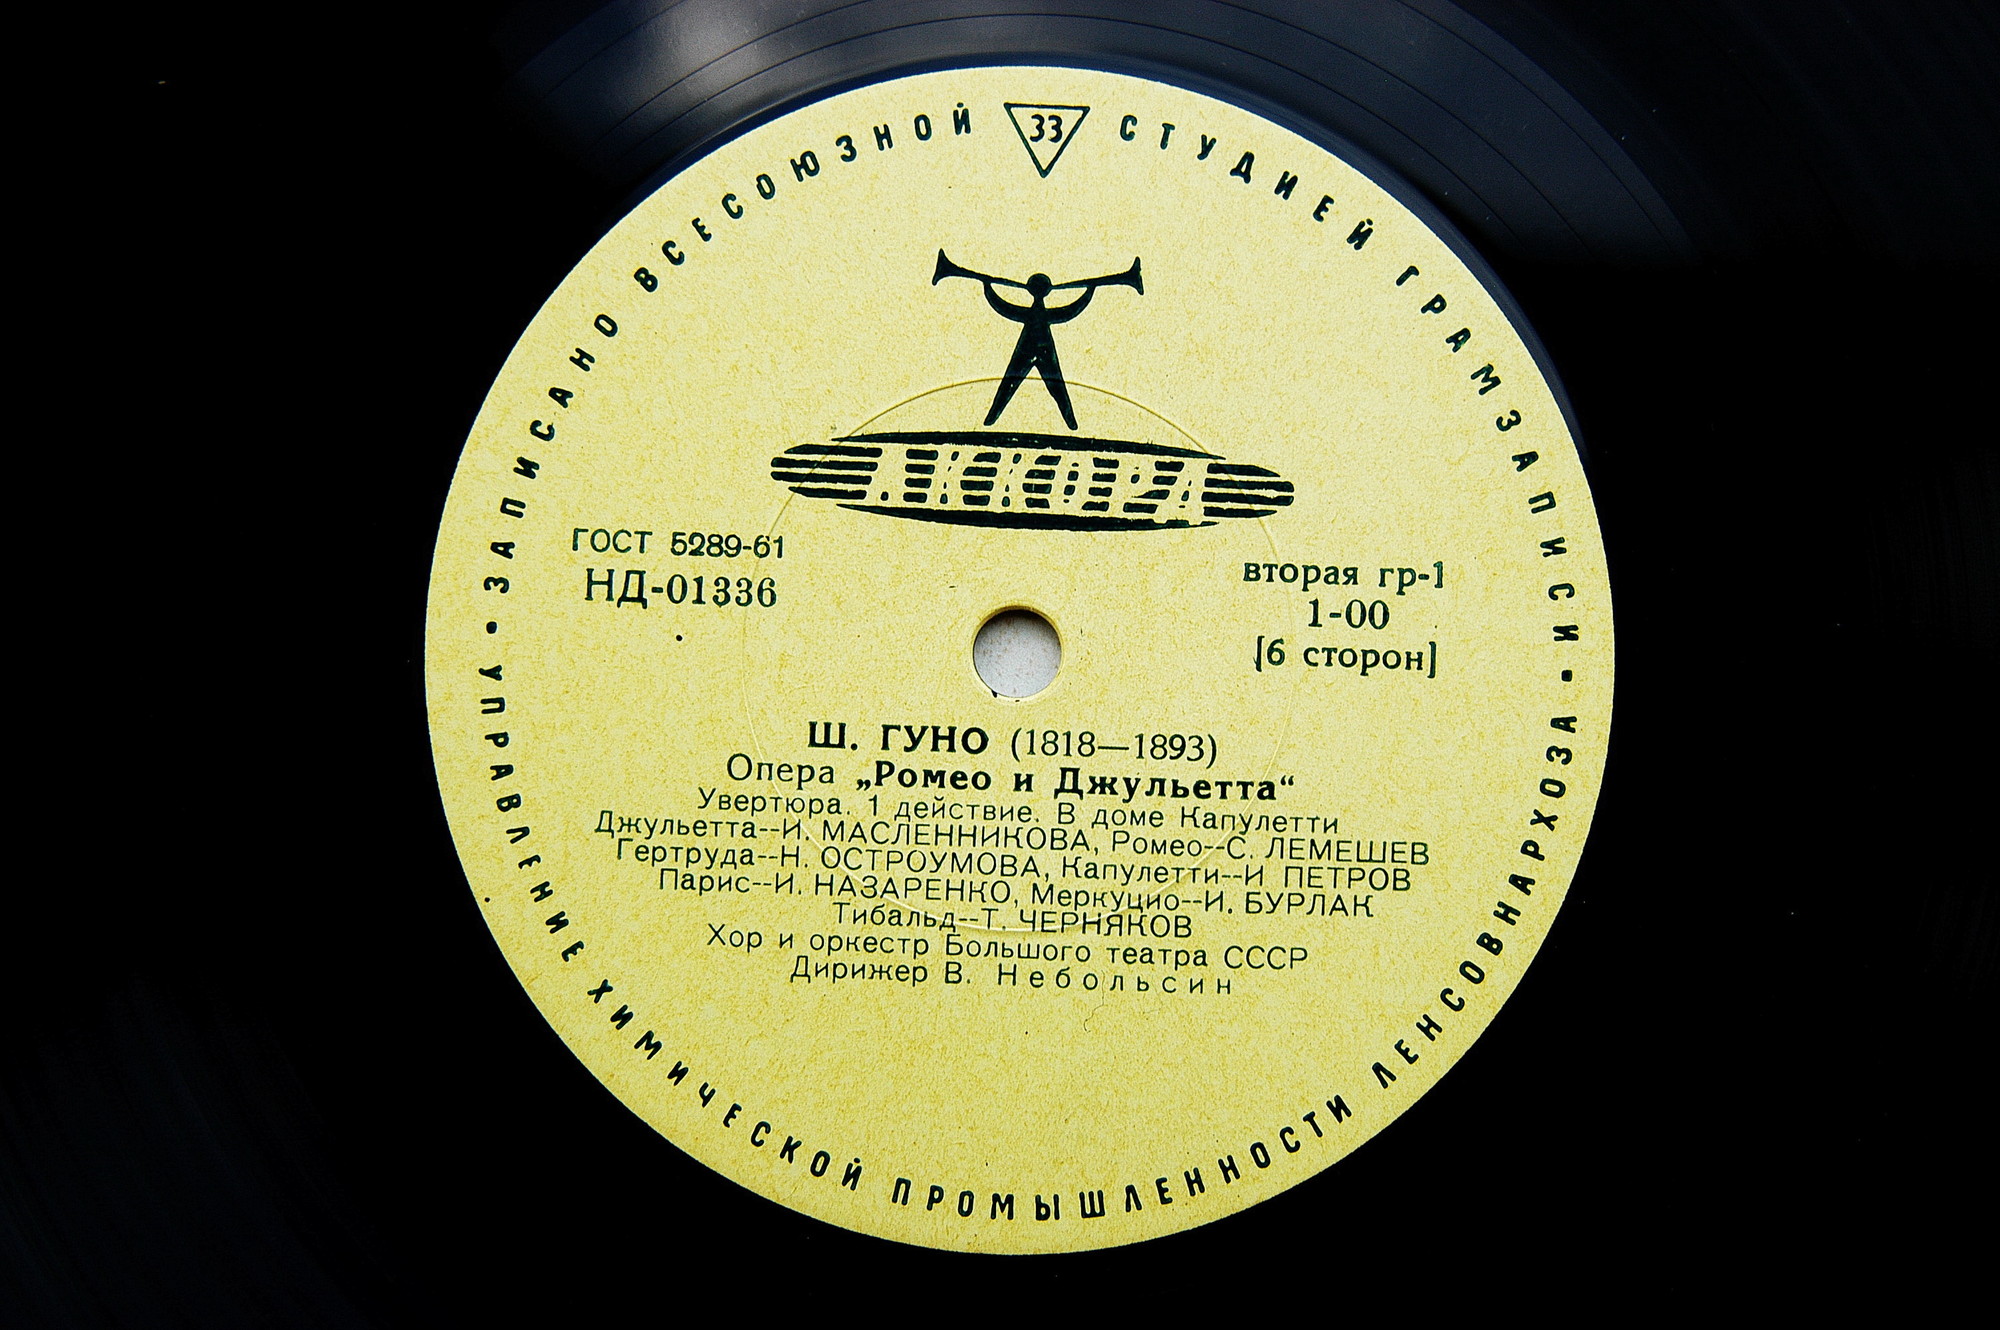 ЗАПИСАНО ВСЕСОЮЗНОЙ 33 СТУДИЕЙ ГРАМЗАПИСИ •
УПРАВЛЕНИЕ ХИМИЧЕСКОЙ ПРОМЫШЛЕННОСТИ ЛЕНСОВНАРХОЗА •
АККОРД
ГОСТ 5289-61
НД-01336
вторая гр-1
1-00
[6 сторон]
Ш. ГУНО (1818—1893)
Опера „Ромео и Джульетта“
Увертюра. 1 действие. В доме Капулетти
Джульетта--И. МАСЛЕННИКОВА, Ромео--С. ЛЕМЕШЕВ
Гертруда--Н. ОСТРОУМОВА, Капулетти--И ПЕТРОВ
Парис--И. НАЗАРЕНКО, Меркуцио--И. БУРЛАК
Тибальд--Т. ЧЕРНЯКОВ
Хор и оркестр Большого театра СССР
Дирижер В. Небольсин